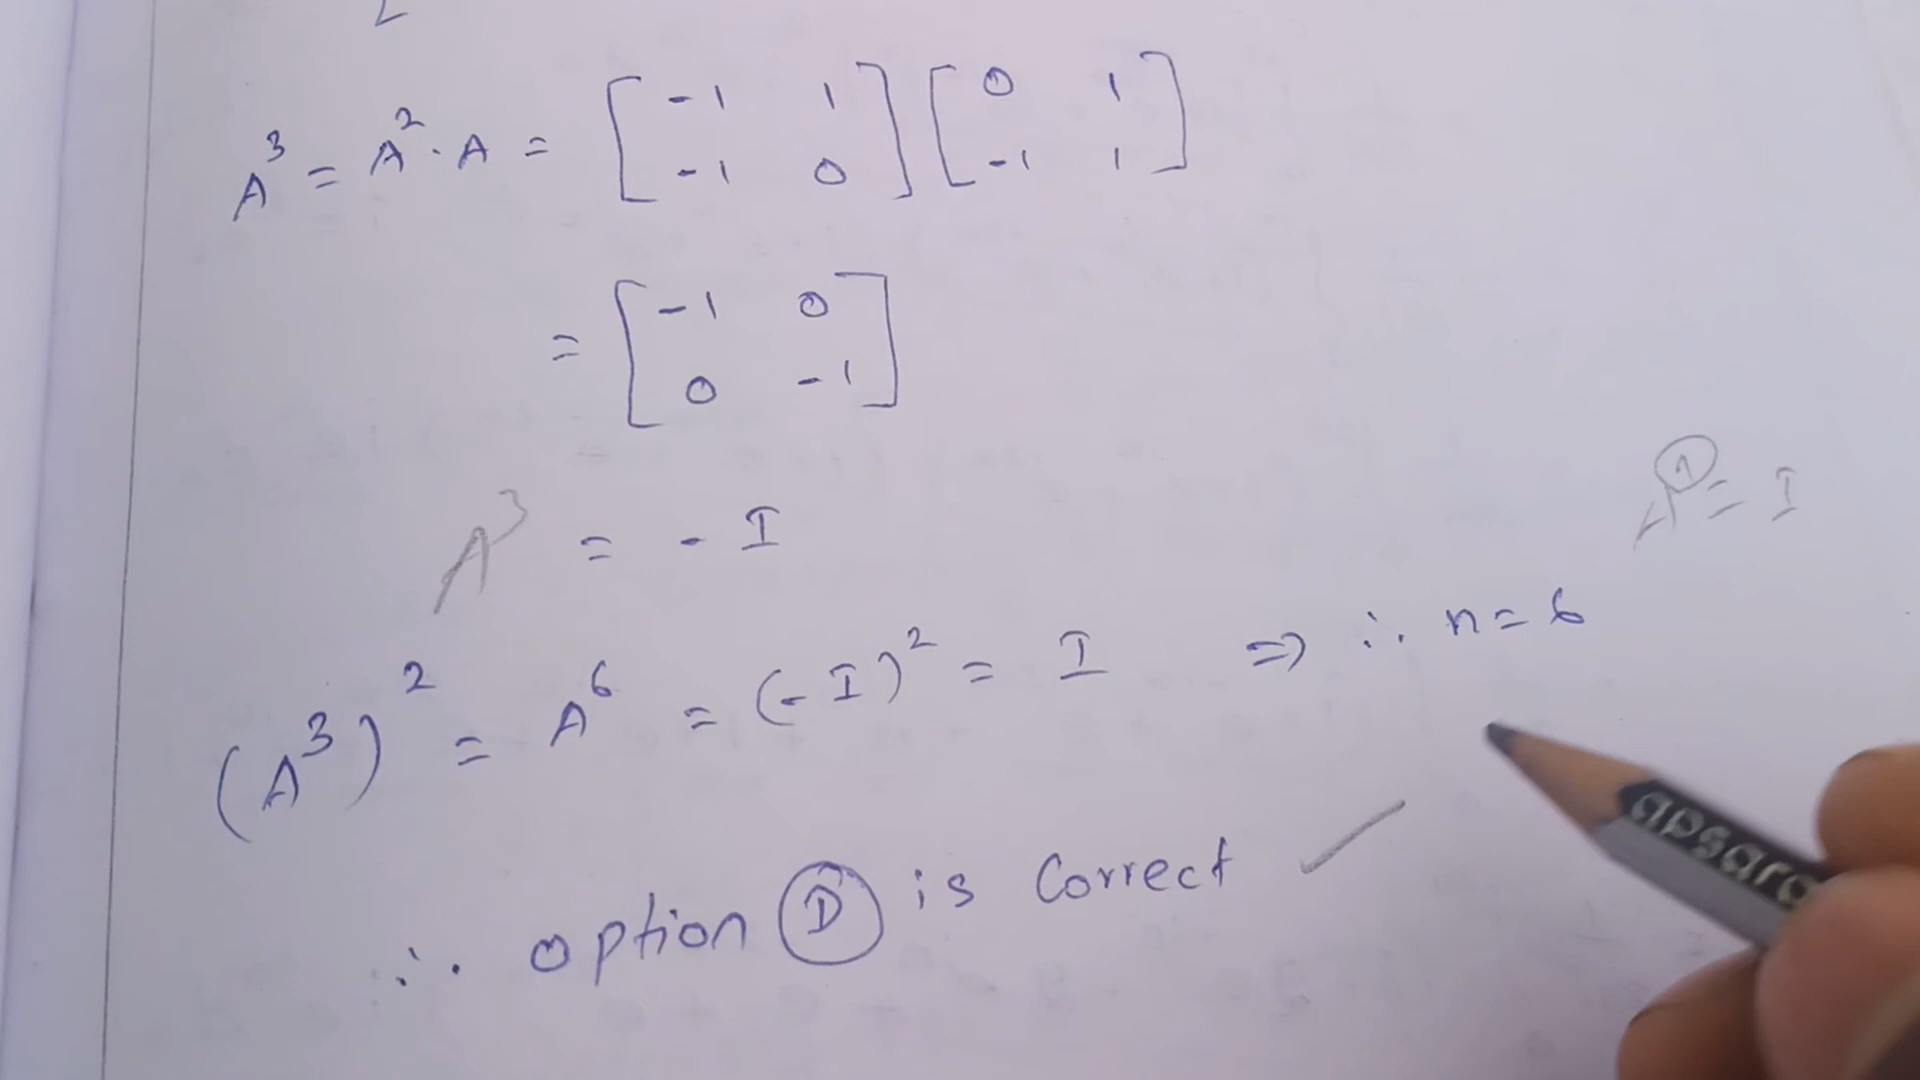 A³ = A² · A = [ -1 1 ] [ 0 1 ]
[ -1 0 ] [ -1 1 ]
= [ -1 0 ]
[ 0 -1 ]
A³ = - I
= I
(A³)² = A⁶ = (- I)² = I ⇒ ∴ n = 6
∴ option D is Correct ✓
apsara